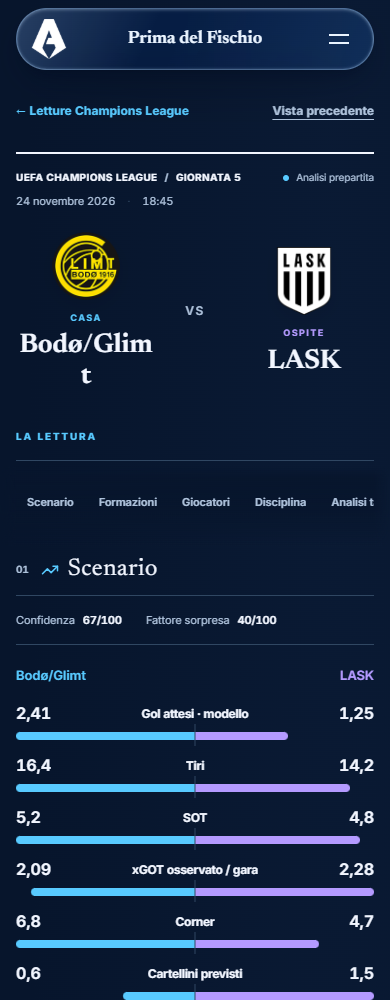 Prima del Fischio
← Letture Champions League Vista precedente
UEFA CHAMPIONS LEAGUE / GIORNATA 5 Analisi prepartita
24 novembre 2026 · 18:45
LIMT
BODØ 1916
LASK
CASA
Bodø/Glim
t
VS
OSPITE
LASK
LA LETTURA
Scenario Formazioni Giocatori Disciplina Analisi t
01 Scenario
Confidenza 67/100 Fattore sorpresa 40/100
Bodø/Glimt LASK
2,41 Gol attesi · modello 1,25
16,4 Tiri 14,2
5,2 SOT 4,8
2,09 xGOT osservato / gara 2,28
6,8 Corner 4,7
0,6 Cartellini previsti 1,5